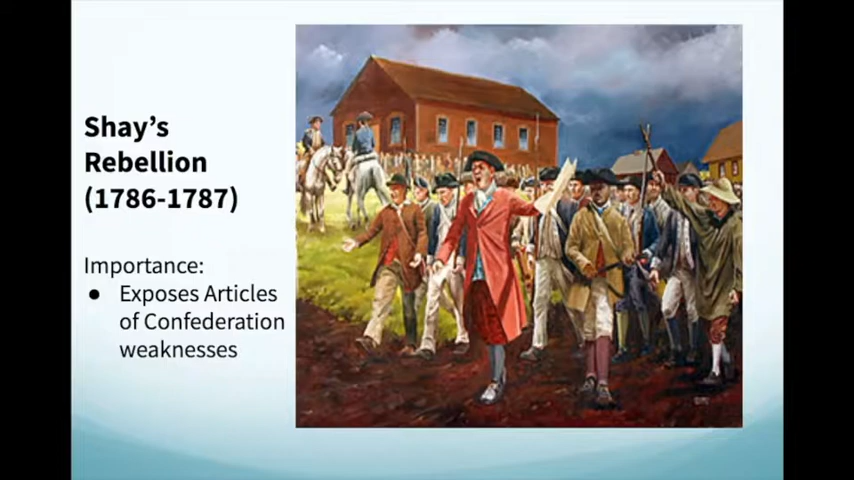 Shay's
Rebellion
(1786-1787)
Importance:
● Exposes Articles
of Confederation
weaknesses